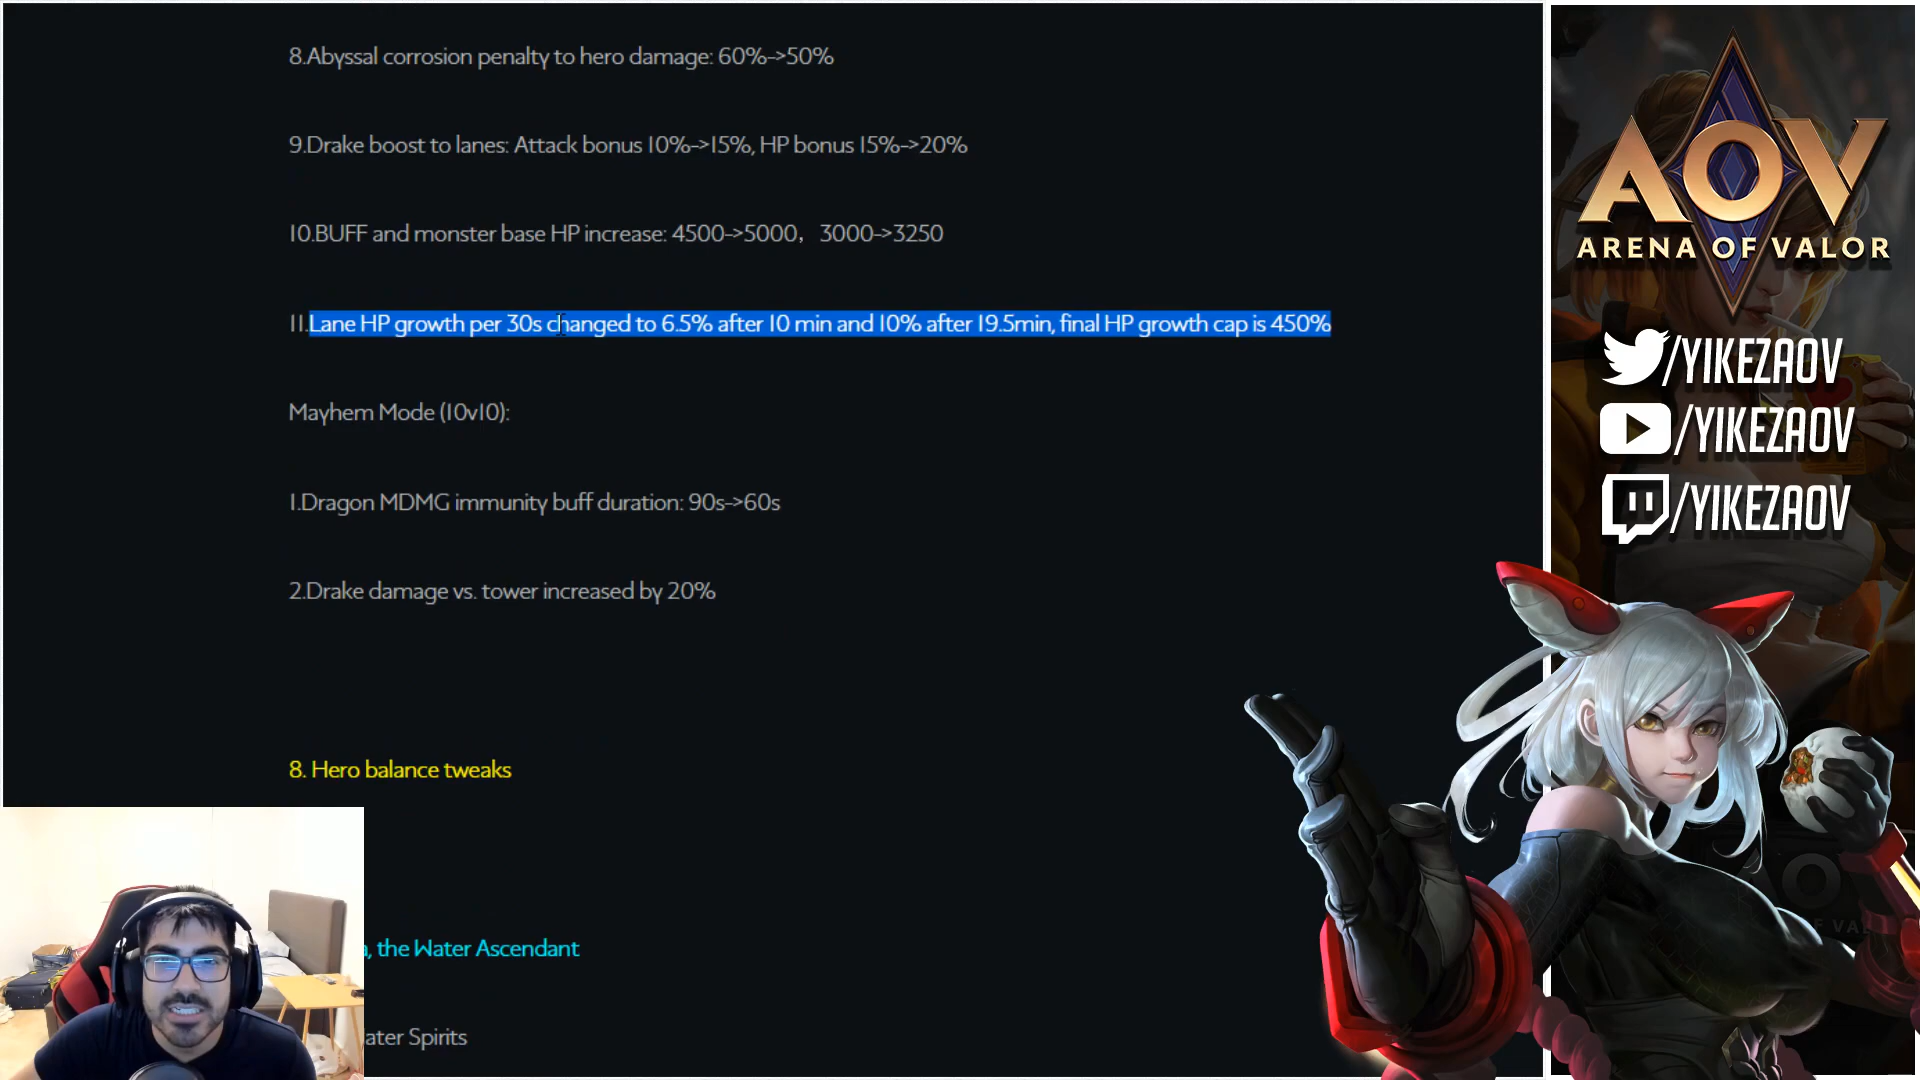 8.Abyssal corrosion penalty to hero damage: 60%->50%
9.Drake boost to lanes: Attack bonus 10%->15%, HP bonus 15%->20%
10.BUFF and monster base HP increase: 4500->5000, 3000->3250
11.Lane HP growth per 30s changed to 6.5% after 10 min and 10% after 19.5min, final HP growth cap is 450%
Mayhem Mode (10v10):
1.Dragon MDMG immunity buff duration: 90s->60s
2.Drake damage vs. tower increased by 20%
8. Hero balance tweaks
, the Water Ascendant
ater Spirits
AOV
ARENA OF VALOR
/YIKEZAOV
/YIKEZAOV
/YIKEZAOV